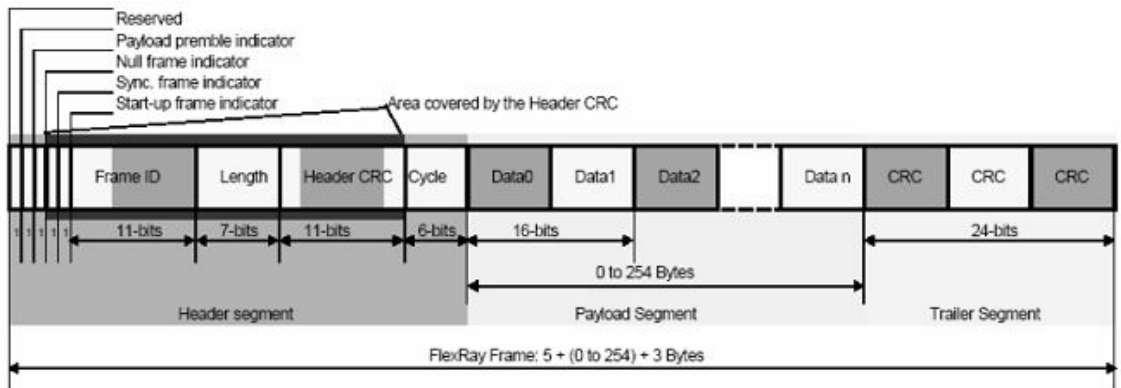 Reserved
Payload premble indicator
Null frame indicator
Sync. frame indicator
Start-up frame indicator
Area covered by the Header CRC
Frame ID Length Header CRC Cycle Data0 Data1 Data2 Data n CRC CRC CRC
1 1 1 1 1 11-bits 7-bits 11-bits 6-bits 16-bits 24-bits
0 to 254 Bytes
Header segment Payload Segment Trailer Segment
FlexRay Frame: 5 + (0 to 254) + 3 Bytes